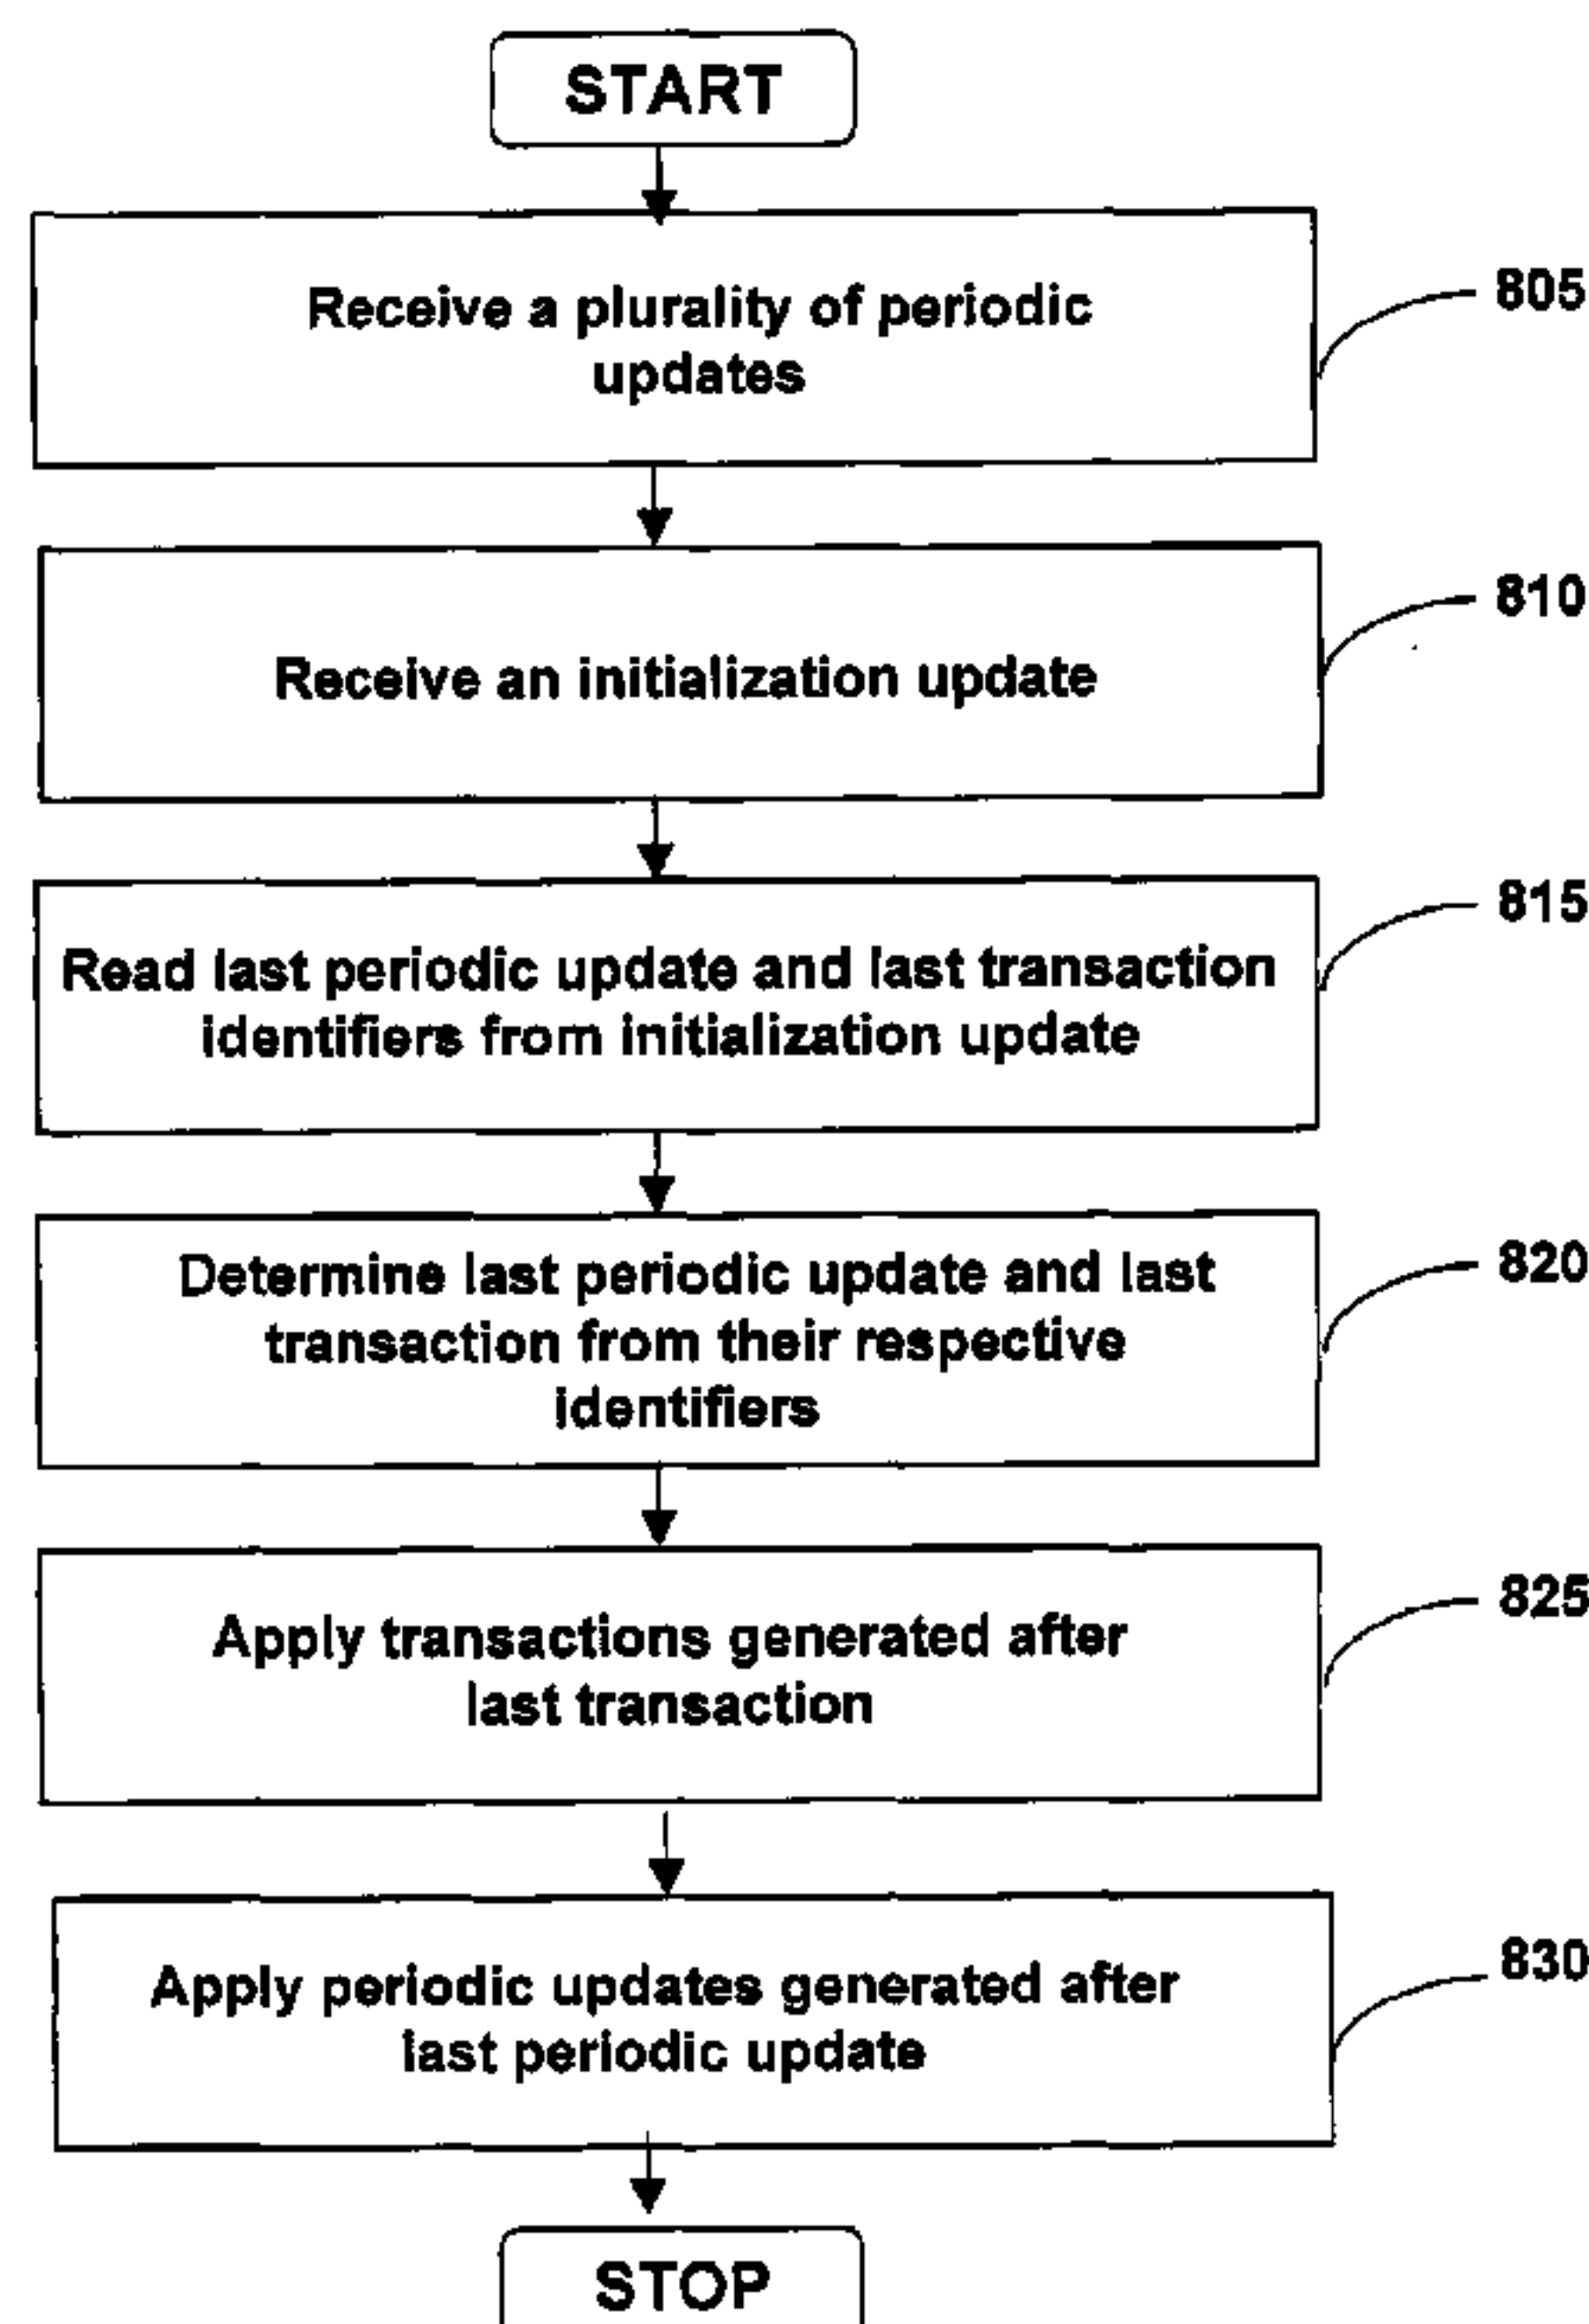 START
Receive a plurality of periodic
updates
805
Receive an initialization update
810
Read last periodic update and last transaction
identifiers from initialization update
815
Determine last periodic update and last
transaction from their respective
identifiers
820
Apply transactions generated after
last transaction
825
Apply periodic updates generated after
last periodic update
830
STOP